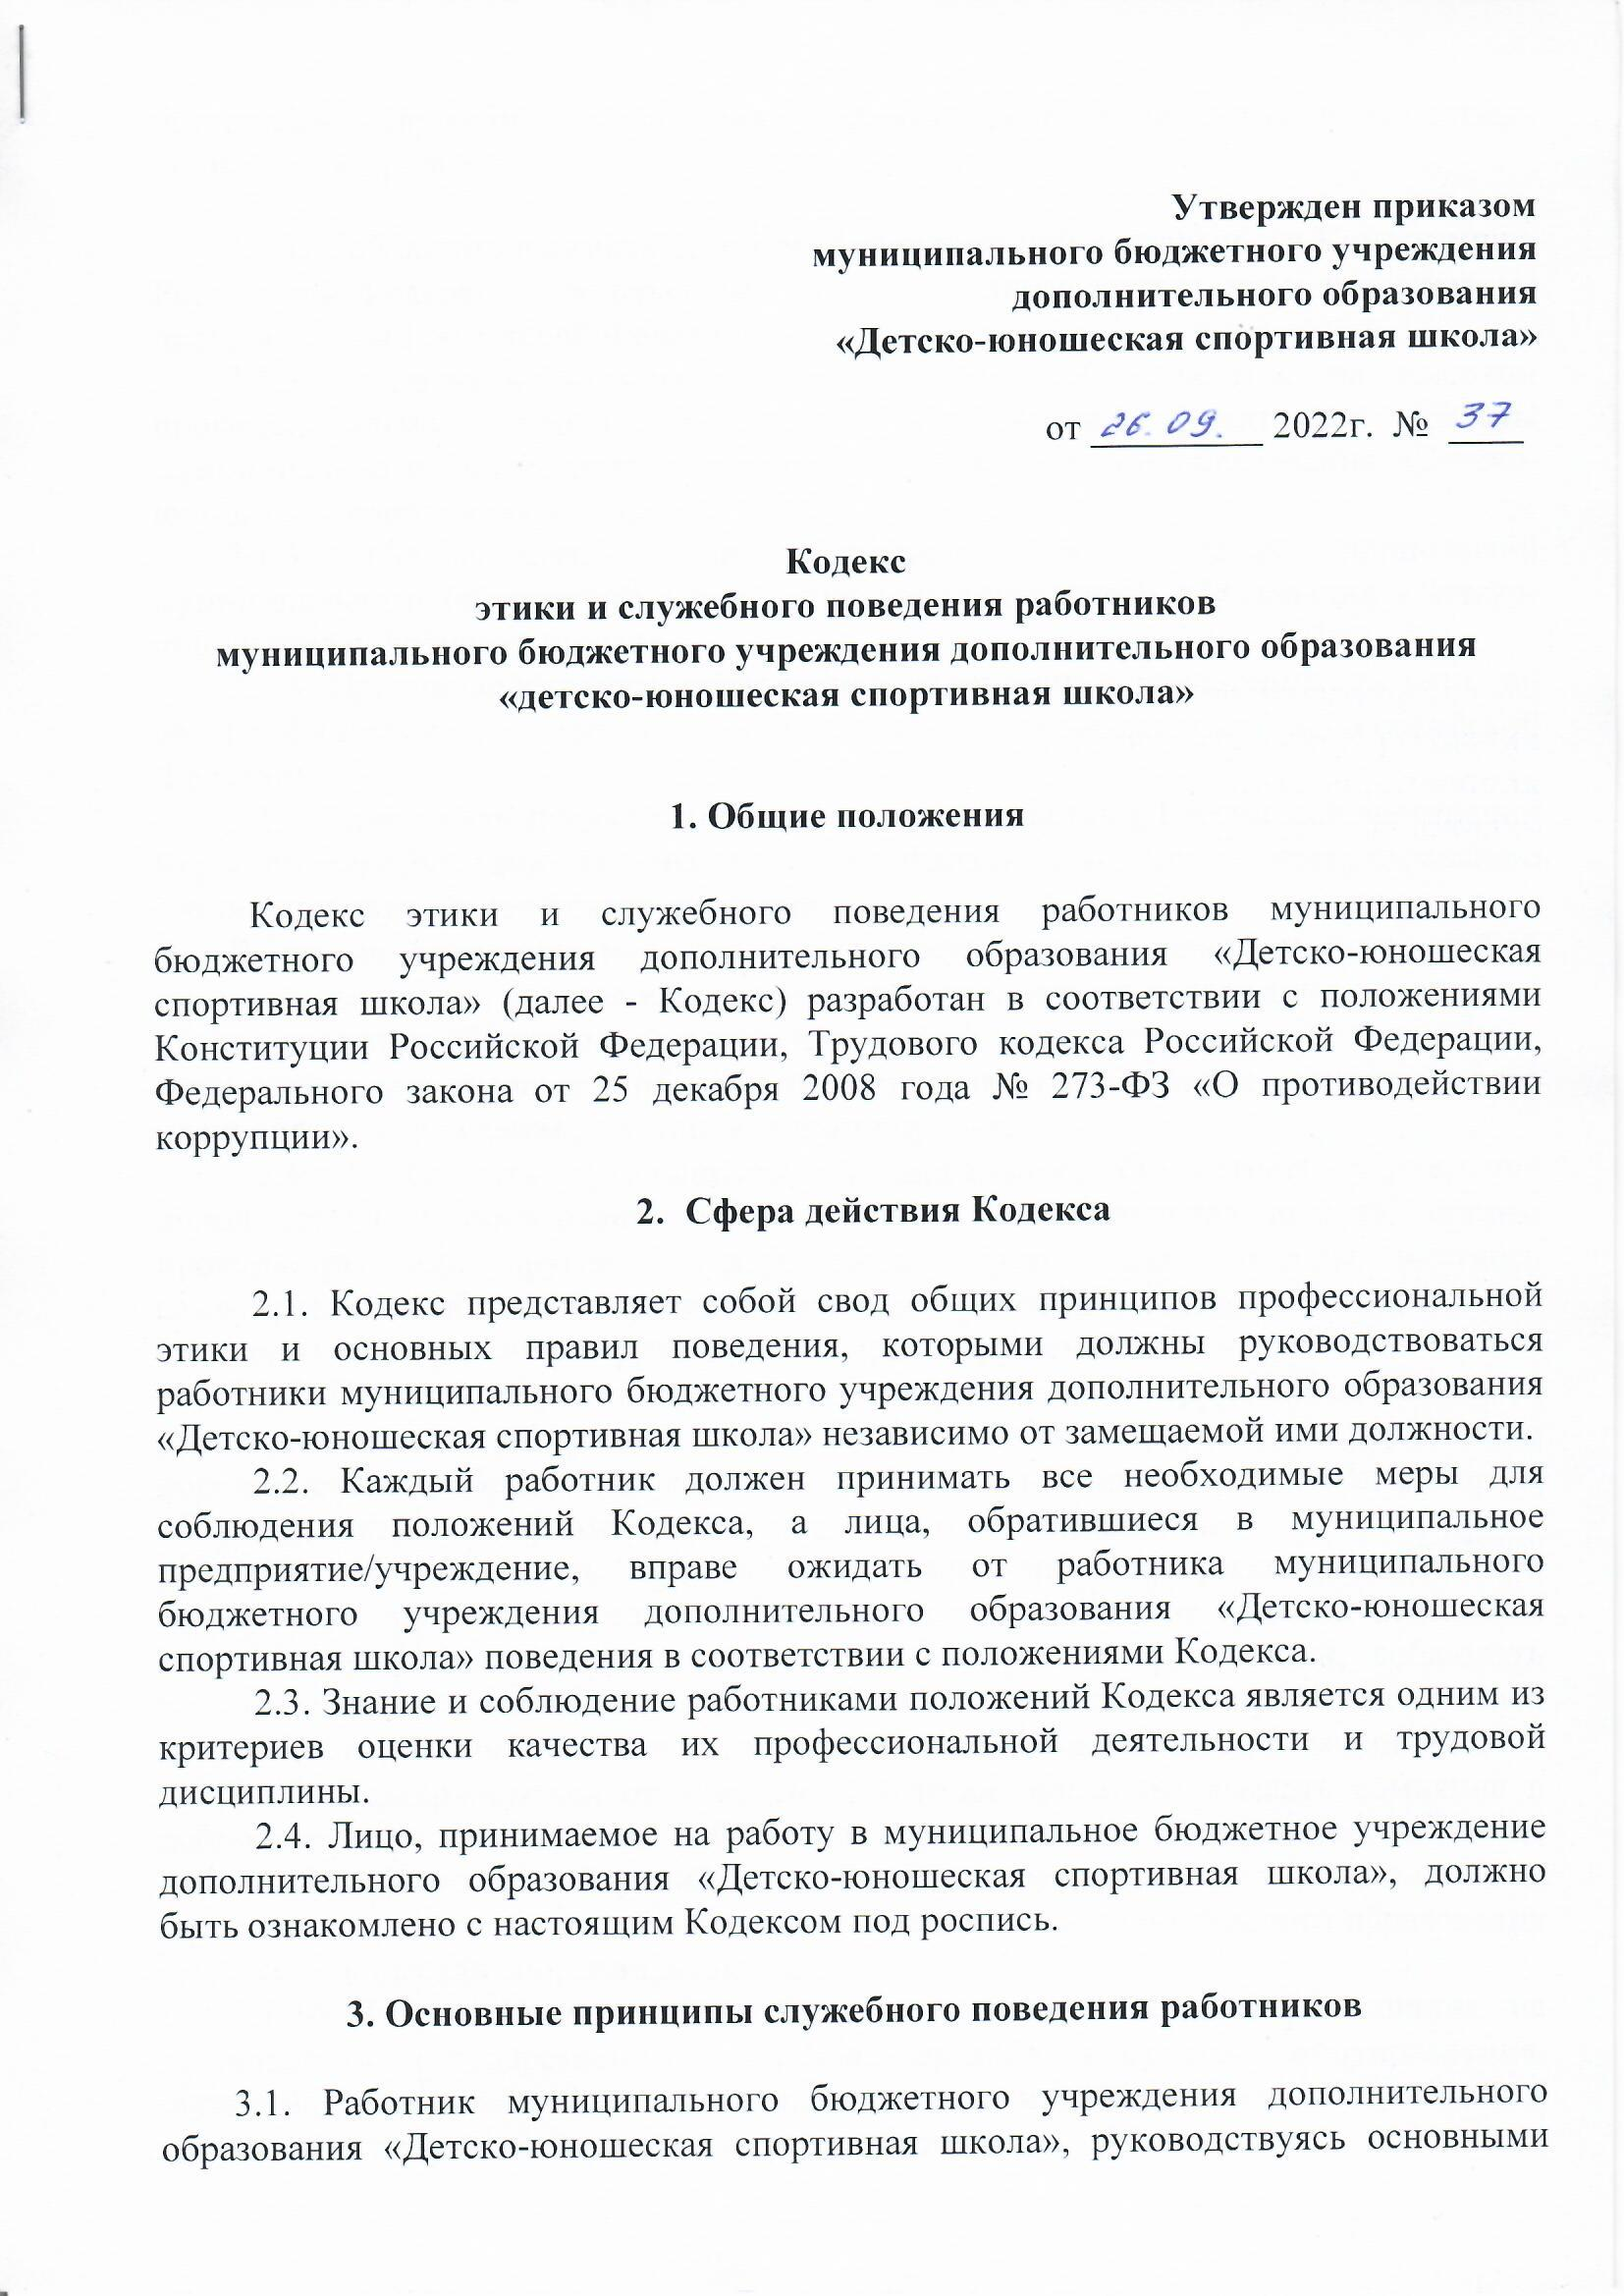 Утвержден приказом
муниципального бюджетного учреждения
дополнительного образования
«Детско-юношеская спортивная школа»
от 26.09. 2022г. № 37
Кодекс
этики и служебного поведения работников
муниципального бюджетного учреждения дополнительного образования
«детско-юношеская спортивная школа»
1. Общие положения
Кодекс этики и служебного поведения работников муниципального
бюджетного учреждения дополнительного образования «Детско-юношеская
спортивная школа» (далее - Кодекс) разработан в соответствии с положениями
Конституции Российской Федерации, Трудового кодекса Российской Федерации,
Федерального закона от 25 декабря 2008 года № 273-ФЗ «О противодействии
коррупции».
2. Сфера действия Кодекса
2.1. Кодекс представляет собой свод общих принципов профессиональной
этики и основных правил поведения, которыми должны руководствоваться
работники муниципального бюджетного учреждения дополнительного образования
«Детско-юношеская спортивная школа» независимо от замещаемой ими должности.
2.2. Каждый работник должен принимать все необходимые меры для
соблюдения положений Кодекса, а лица, обратившиеся в муниципальное
предприятие/учреждение, вправе ожидать от работника муниципального
бюджетного учреждения дополнительного образования «Детско-юношеская
спортивная школа» поведения в соответствии с положениями Кодекса.
2.3. Знание и соблюдение работниками положений Кодекса является одним из
критериев оценки качества их профессиональной деятельности и трудовой
дисциплины.
2.4. Лицо, принимаемое на работу в муниципальное бюджетное учреждение
дополнительного образования «Детско-юношеская спортивная школа», должно
быть ознакомлено с настоящим Кодексом под роспись.
3. Основные принципы служебного поведения работников
3.1. Работник муниципального бюджетного учреждения дополнительного
образования «Детско-юношеская спортивная школа», руководствуясь основными